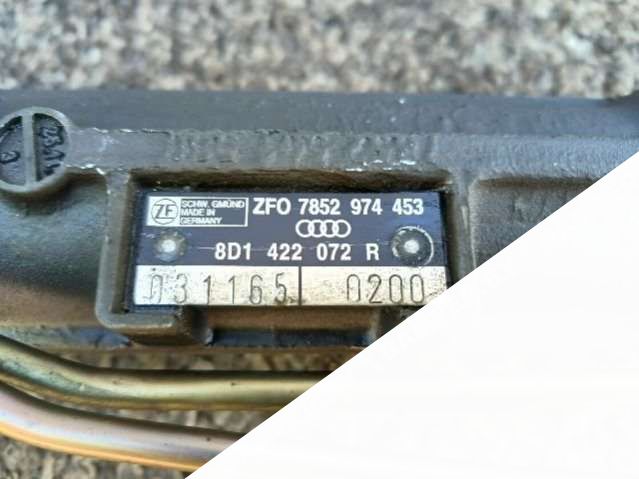 ZF SCHW. GMÜND
MADE IN
GERMANY
ZFO 7852 974 453
8D1 422 072 R
031165 0200